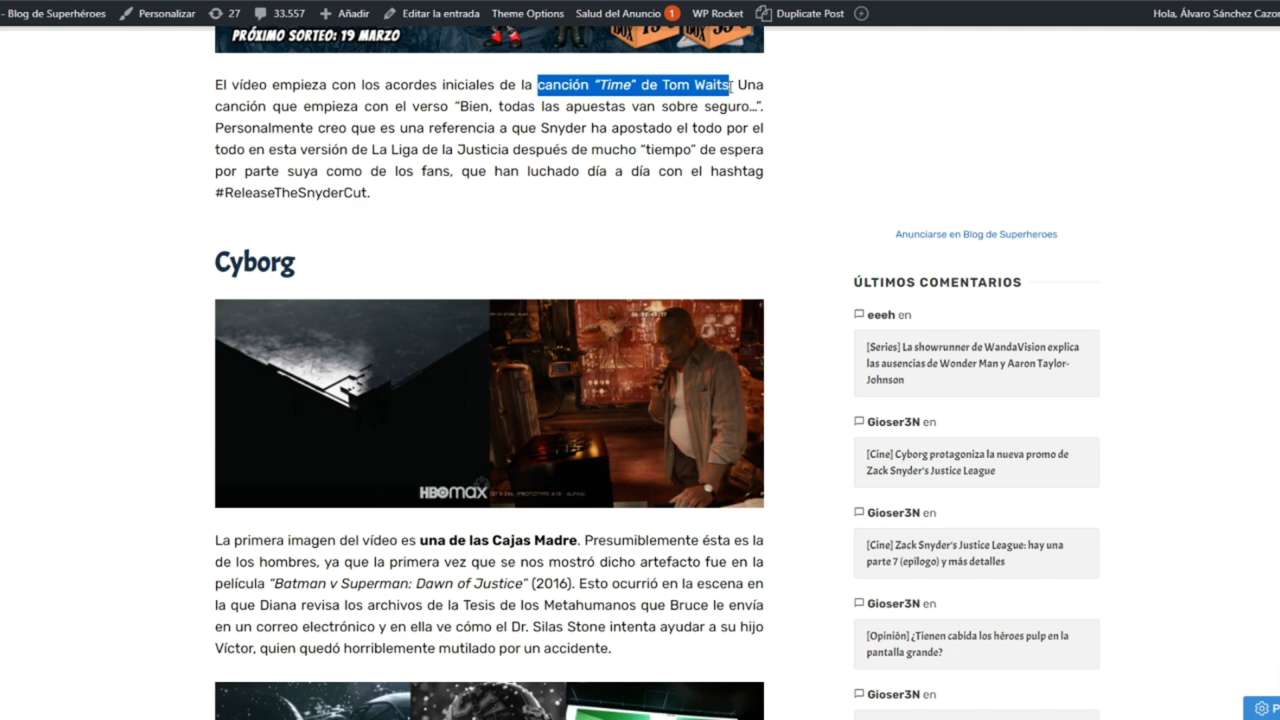 - Blog de Superhéroes Personalizar 27 33.557 Añadir Editar la entrada Theme Options Salud del Anuncio 1 WP Rocket Duplicate Post Hola, Álvaro Sánchez Cazor
PRÓXIMO SORTEO: 19 MARZO
El vídeo empieza con los acordes iniciales de la canción “Time” de Tom Waits. Una
canción que empieza con el verso “Bien, todas las apuestas van sobre seguro…”.
Personalmente creo que es una referencia a que Snyder ha apostado el todo por el
todo en esta versión de La Liga de la Justicia después de mucho “tiempo” de espera
por parte suya como de los fans, que han luchado día a día con el hashtag
#ReleaseTheSnyderCut.
Cyborg
HBOmax
La primera imagen del vídeo es una de las Cajas Madre. Presumiblemente ésta es la
de los hombres, ya que la primera vez que se nos mostró dicho artefacto fue en la
película “Batman v Superman: Dawn of Justice” (2016). Esto ocurrió en la escena en
la que Diana revisa los archivos de la Tesis de los Metahumanos que Bruce le envía
en un correo electrónico y en ella ve cómo el Dr. Silas Stone intenta ayudar a su hijo
Víctor, quien quedó horriblemente mutilado por un accidente.
Anunciarse en Blog de Superheroes
ÚLTIMOS COMENTARIOS
eeeh en
[Series] La showrunner de WandaVision explica
las ausencias de Wonder Man y Aaron Taylor-
Johnson
Gioser3N en
[Cine] Cyborg protagoniza la nueva promo de
Zack Snyder's Justice League
Gioser3N en
[Cine] Zack Snyder's Justice League: hay una
parte 7 (epílogo) y más detalles
Gioser3N en
[Opinión] ¿Tienen cabida los héroes pulp en la
pantalla grande?
Gioser3N en
P